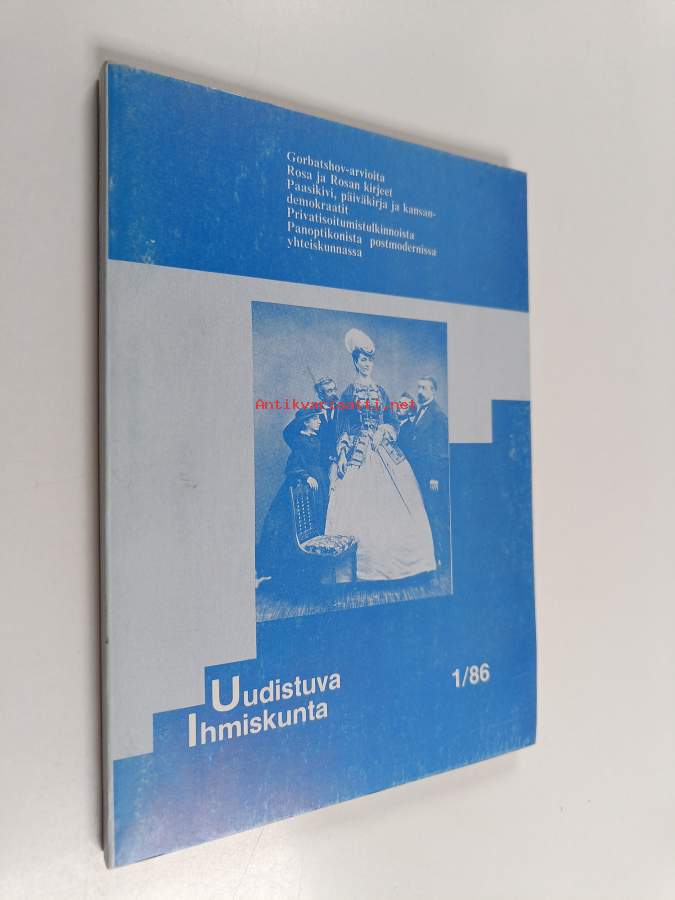 Gorbatshov-arvioita
Rosa ja Rosan kirjeet
Paasikivi, päiväkirja ja kansan-
demokraatit
Privatisoitumistulkinnoista
Panoptikonista postmodernissa
yhteiskunnassa
Antikvariaatti.net
Uudistuva
Ihmiskunta
1/86